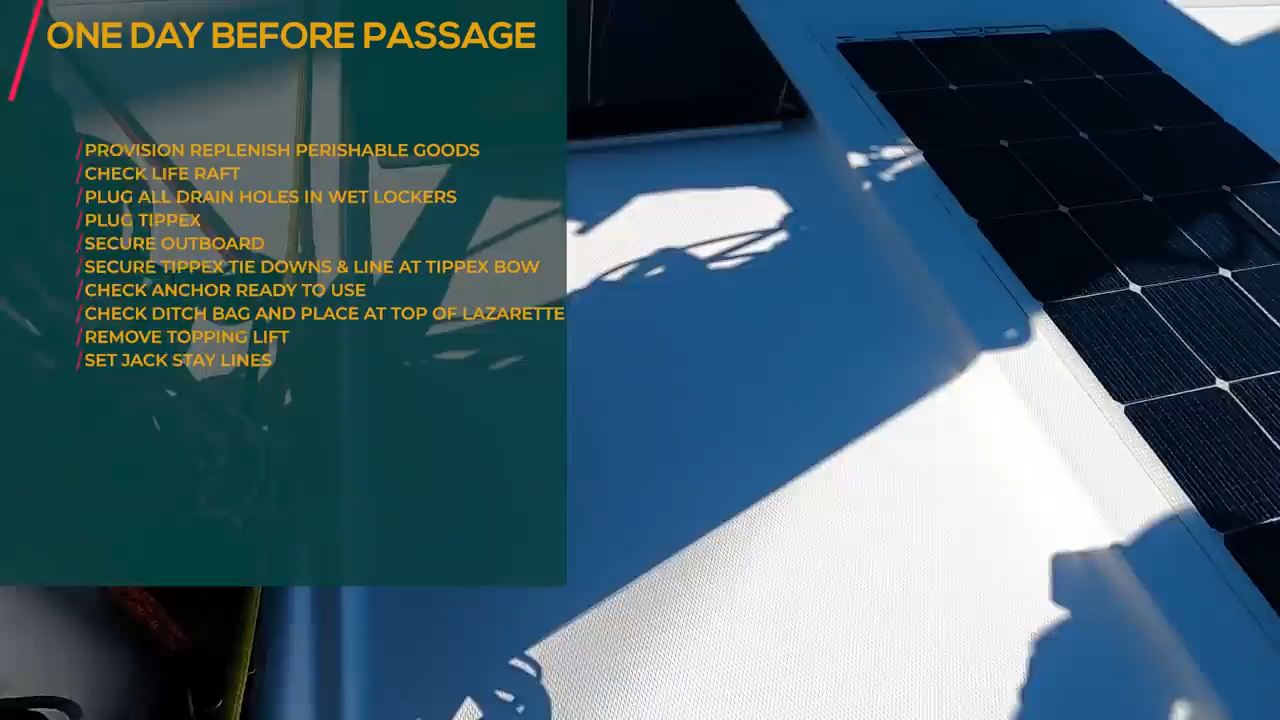 ONE DAY BEFORE PASSAGE
PROVISION REPLENISH PERISHABLE GOODS
CHECK LIFE RAFT
PLUG ALL DRAIN HOLES IN WET LOCKERS
PLUG TIPPEX
SECURE OUTBOARD
SECURE TIPPEX TIE DOWNS & LINE AT TIPPEX BOW
CHECK ANCHOR READY TO USE
CHECK DITCH BAG AND PLACE AT TOP OF LAZARETTE
REMOVE TOPPING LIFT
SET JACK STAY LINES